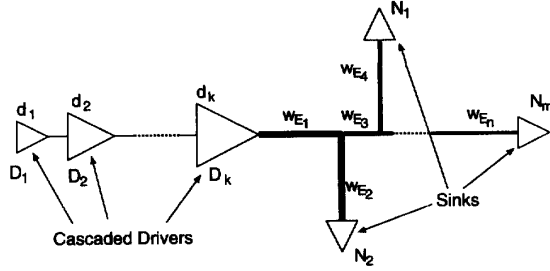 N1
d1
d2
dk
wE4
Nm
wE1
wE3
wEn
D1
D2
Dk
wE2
Sinks
Cascaded Drivers
N2